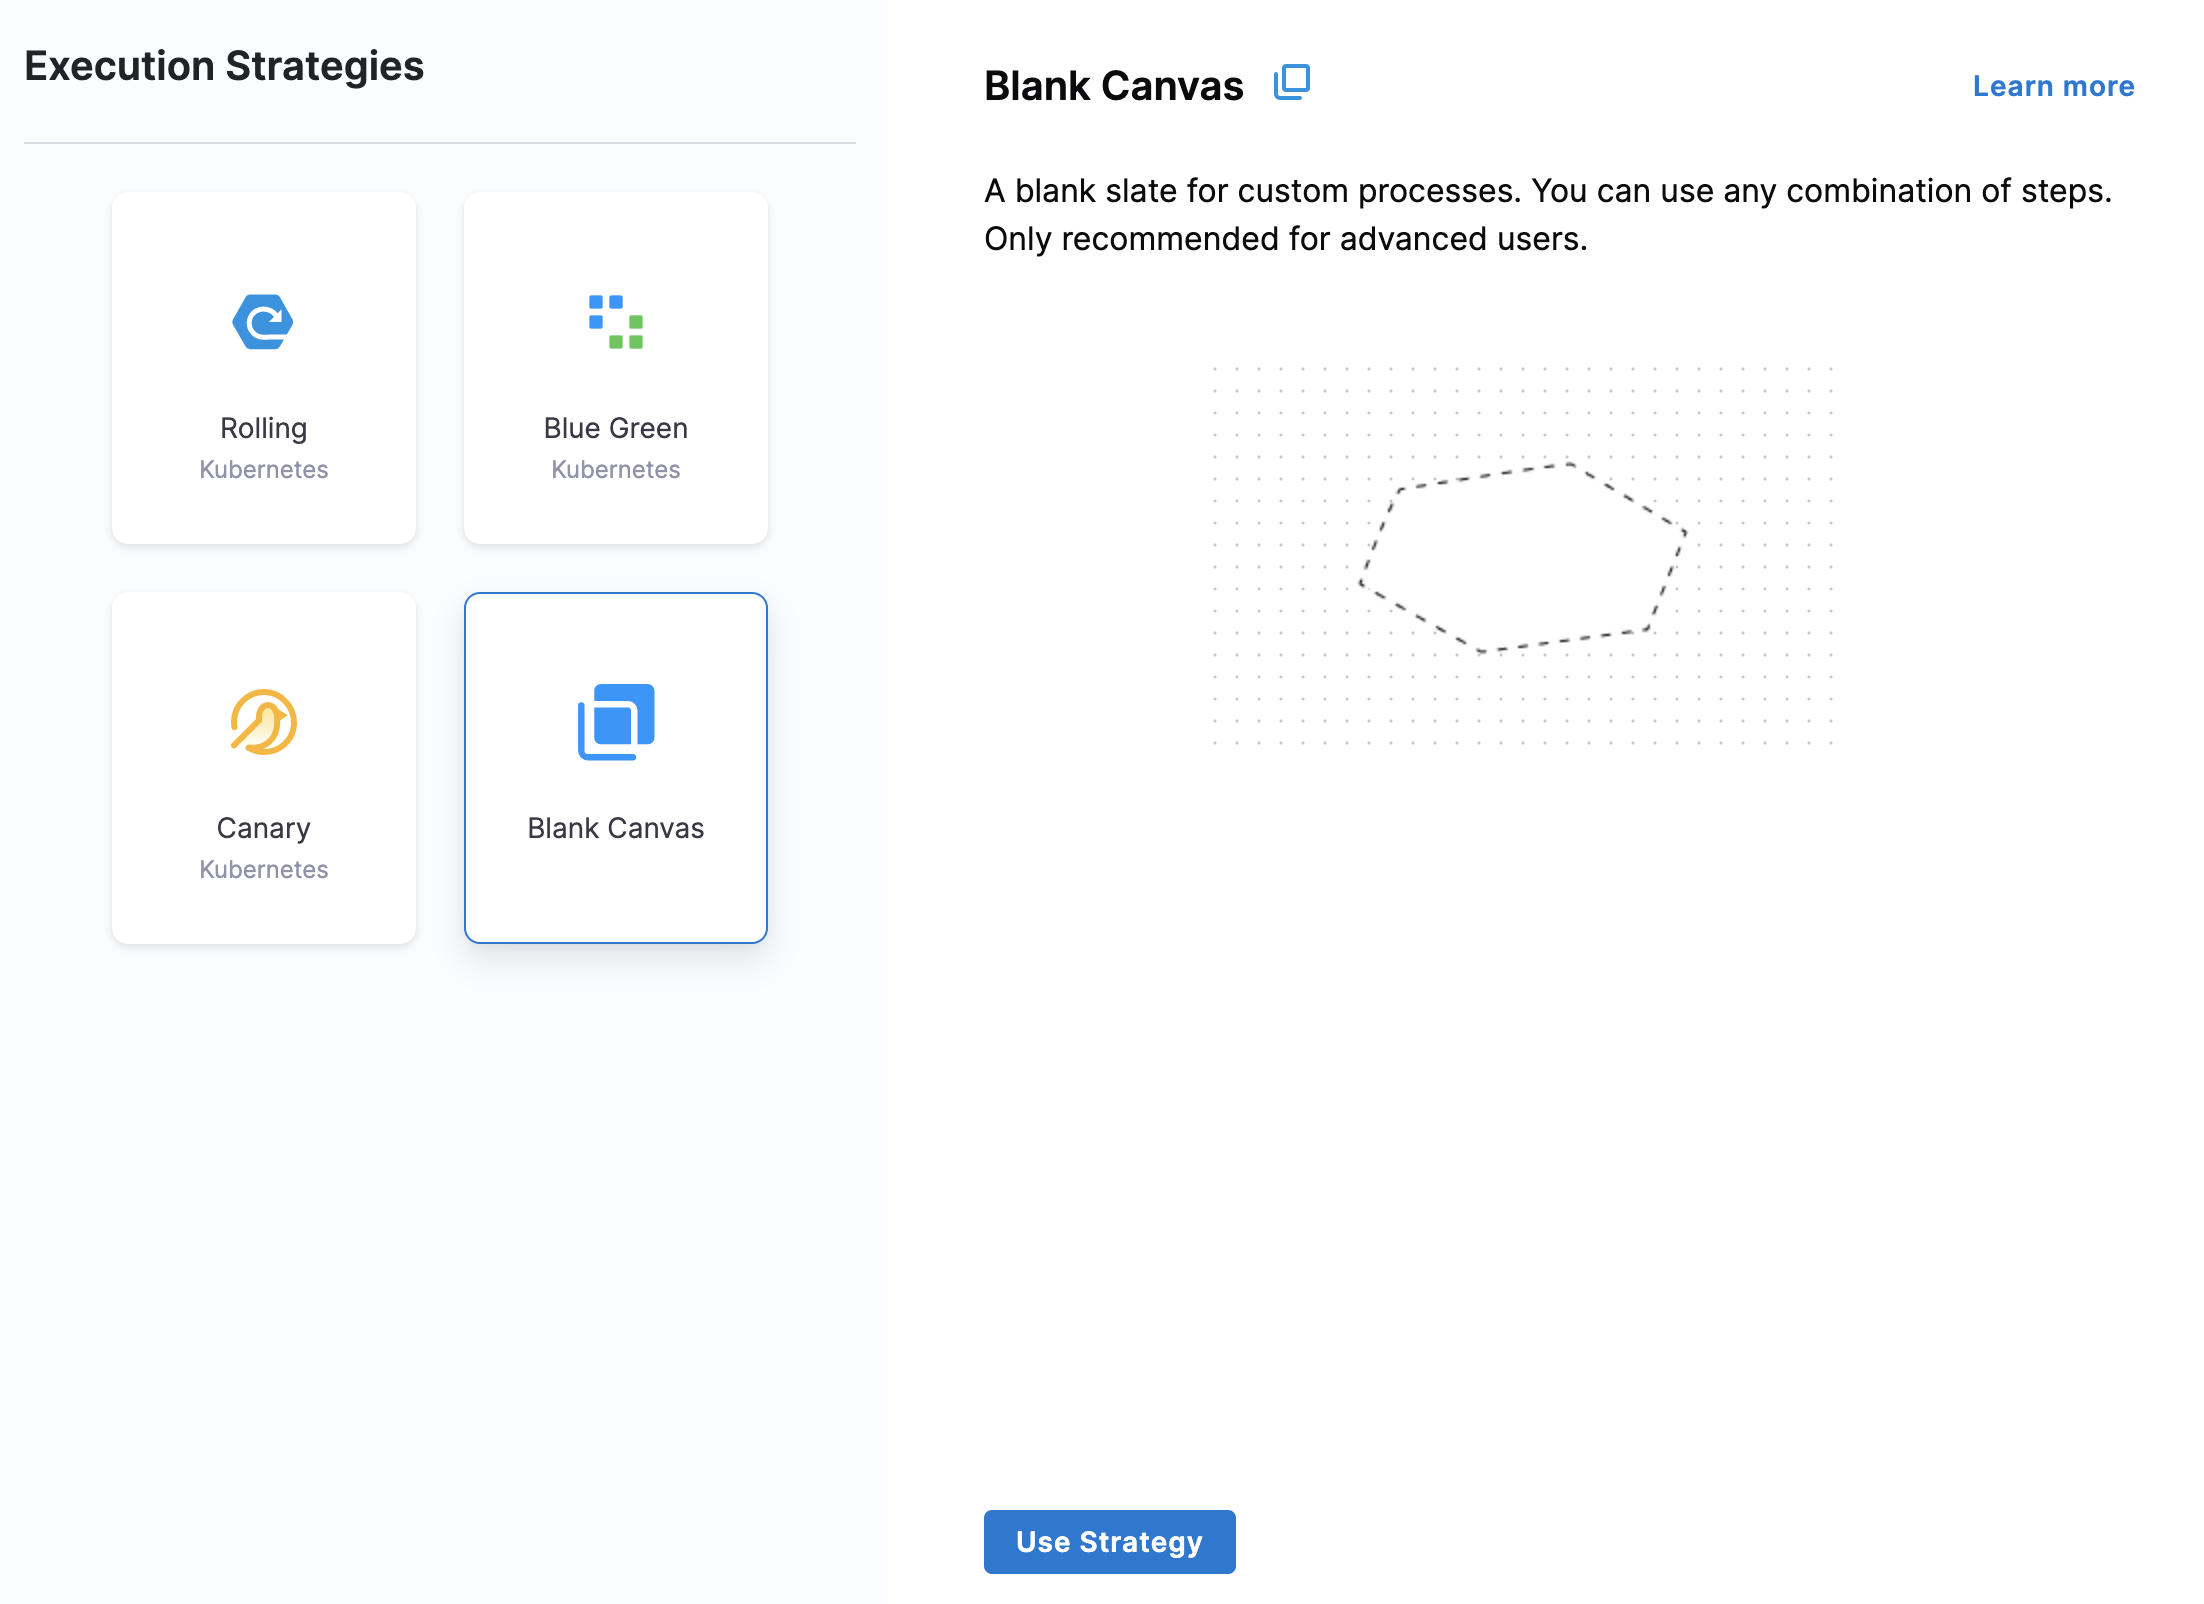 Execution Strategies
Rolling
Kubernetes
Blue Green
Kubernetes
Canary
Kubernetes
Blank Canvas
Blank Canvas
Learn more
A blank slate for custom processes. You can use any combination of steps.
Only recommended for advanced users.
Use Strategy